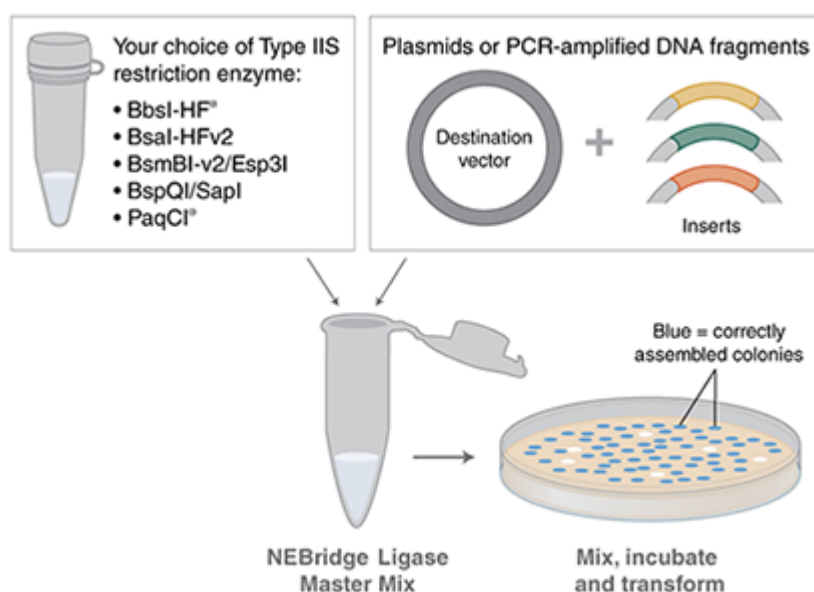 Your choice of Type IIS
restriction enzyme:
• BbsI-HF®
• BsaI-HFv2
• BsmBI-v2/Esp3I
• BspQI/SapI
• PaqCI®
Plasmids or PCR-amplified DNA fragments
Destination
vector
+
Inserts
Blue = correctly
assembled colonies
NEBridge Ligase
Master Mix
Mix, incubate
and transform